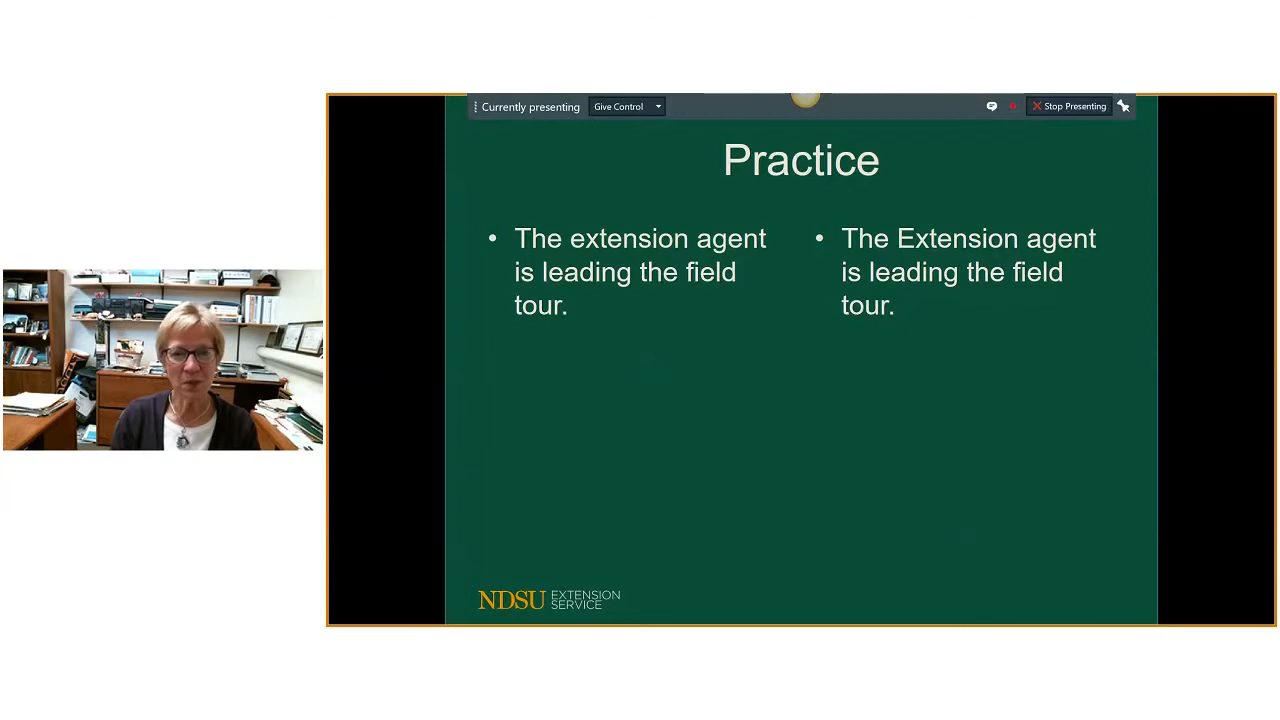 Currently presenting
Give Control
Stop Presenting
Practice
• The extension agent
is leading the field
tour.
• The Extension agent
is leading the field
tour.
NDSU EXTENSION
SERVICE